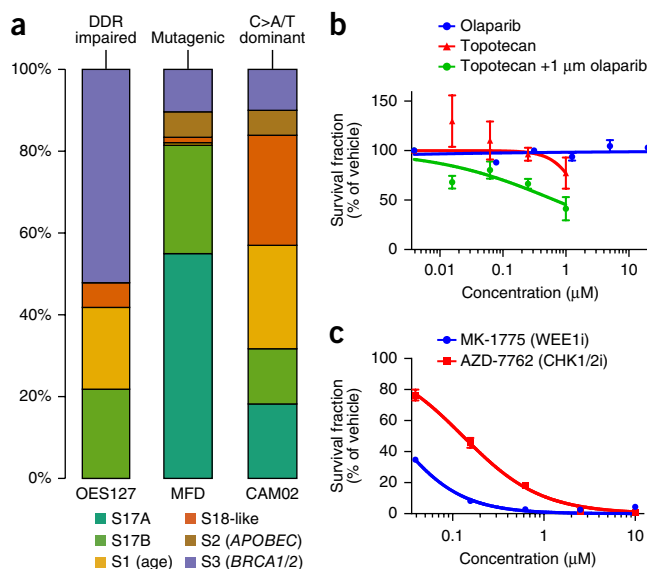 a
DDR impaired
Mutagenic
C>A/T dominant
100%
80%
60%
40%
20%
0%
OES127
MFD
CAM02
S17A
S17B
S1 (age)
S18-like
S2 (APOBEC)
S3 (BRCA1/2)
b
Olaparib
Topotecan
Topotecan +1 µm olaparib
Survival fraction
(% of vehicle)
150
100
50
0
0.01
0.1
1
10
Concentration (µM)
c
MK-1775 (WEE1i)
AZD-7762 (CHK1/2i)
Survival fraction
(% of vehicle)
100
80
60
40
20
0
0.1
1.0
10
Concentration (µM)